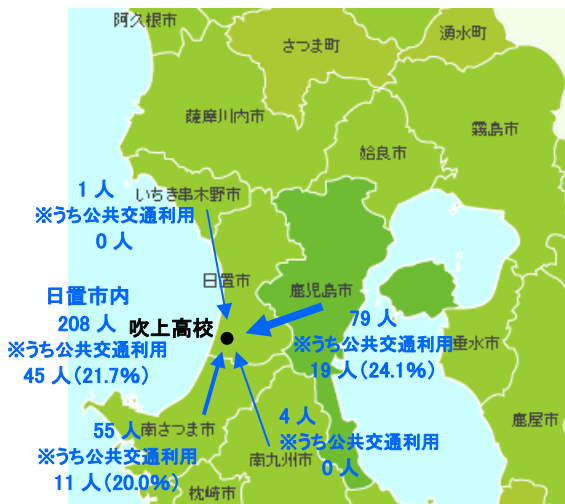 阿久根市
さつま町
湧水町
薩摩川内市
霧島市
姶良市
1 人
※うち公共交通利用
0 人
いちき串木野市
日置市
鹿児島市
日置市内
208 人
※うち公共交通利用
45 人(21.7%)
吹上高校
79 人
※うち公共交通利用
19 人(24.1%)
垂水市
鹿屋市
55 人
※うち公共交通利用
11 人(20.0%)
南さつま市
4 人
※うち公共交通利用
0 人
南九州市
枕崎市